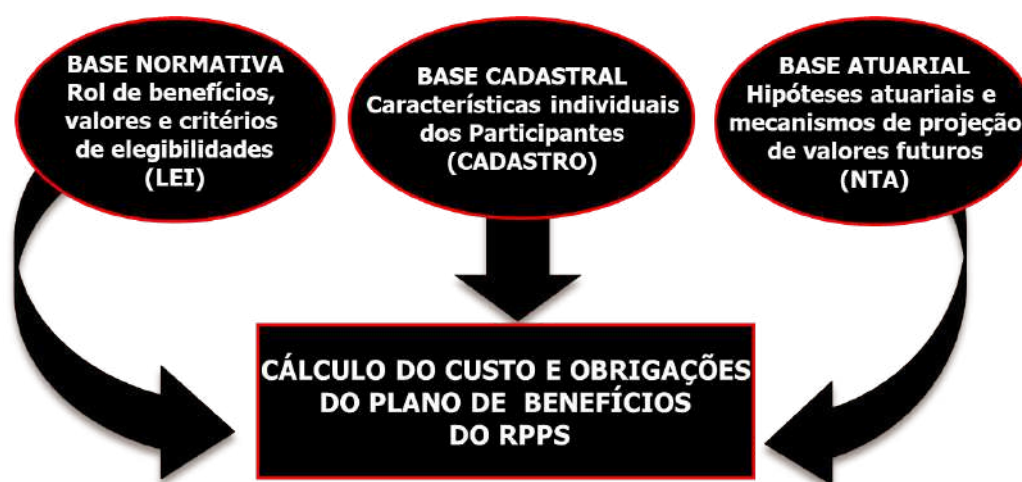 BASE NORMATIVA
Rol de benefícios,
valores e critérios
de elegibilidades
(LEI)
BASE CADASTRAL
Características individuais
dos Participantes
(CADASTRO)
BASE ATUARIAL
Hipóteses atuariais e
mecanismos de projeção
de valores futuros
(NTA)
CÁLCULO DO CUSTO E OBRIGAÇÕES
DO PLANO DE BENEFÍCIOS
DO RPPS